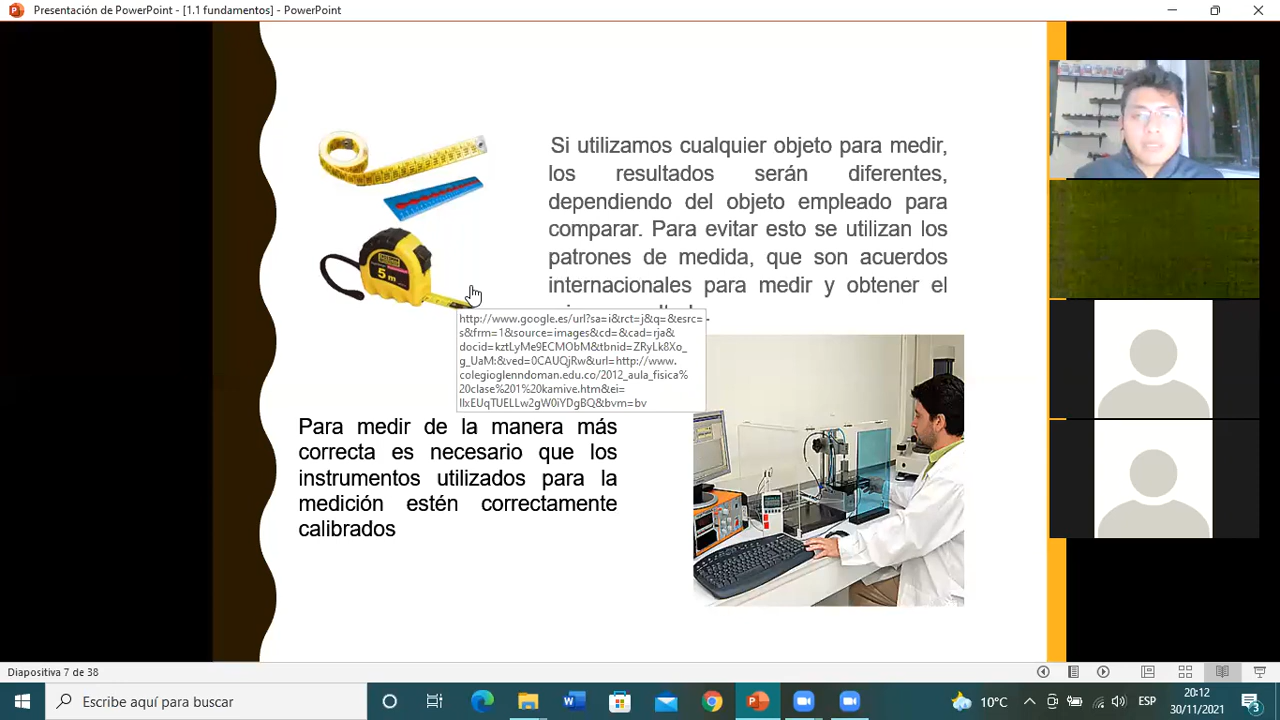 Presentación de PowerPoint - [1.1 fundamentos] - PowerPoint
Si utilizamos cualquier objeto para medir,
los resultados serán diferentes,
dependiendo del objeto empleado para
comparar. Para evitar esto se utilizan los
patrones de medida, que son acuerdos
internacionales para medir y obtener el
5 m
http://www.google.es/url?sa=i&rct=j&q=&esrc=
s&frm=1&source=images&cd=&cad=rja&
docid=kztLyMe9ECMObM&tbnid=ZRyLk8Xo_
g_UaM:&ved=0CAUQjRw&url=http://www.
colegioglenndoman.edu.co/2012_aula_fisica%
20clase%201%20kamive.htm&ei=
IlxEUqTUELLw2gW0iYDgBQ&bvm=bv
Para medir de la manera más
correcta es necesario que los
instrumentos utilizados para la
medición estén correctamente
calibrados
Diapositiva 7 de 38
Escribe aquí para buscar
10°C
ESP
20:12
30/11/2021
3